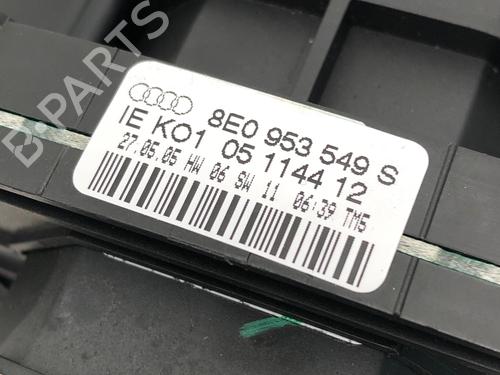 B-PARTS
8E0 953 549 S
IE KO1 05 1144 12
27.05.05 HW 06 SW 11 06:39 TM5